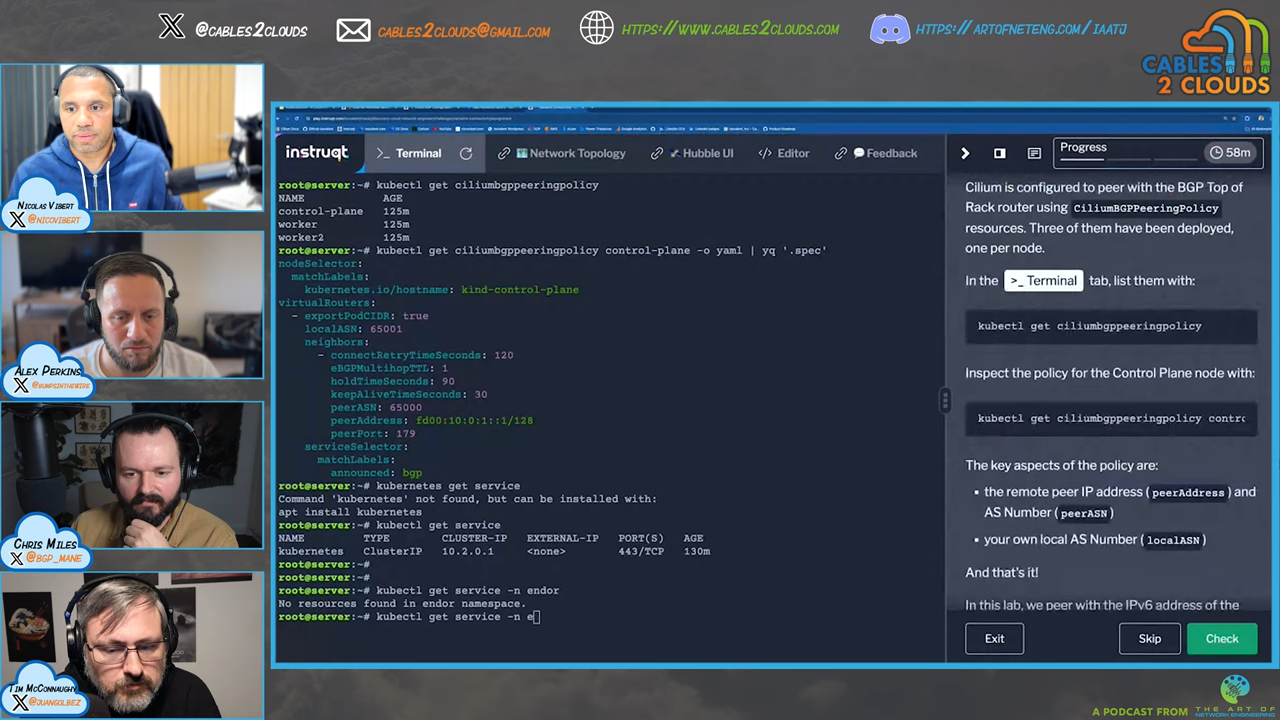 @CABLES2CLOUDS
CABLES2CLOUDS@GMAIL.COM
HTTPS://WWW.CABLES2CLOUDS.COM
HTTPS://ARTOFNETENG.COM/IAATJ
CABLES
2 CLOUDS
NICOLAS VIBERT
@NICOVIBERT
ALEX PERKINS
@BUMPSINTHEWIRE
CHRIS MILES
@BGP_MANE
TIM MCCONNAUGHY
@JUANGOLBEZ
instruqt
>_ Terminal
Network Topology
Hubble UI
</> Editor
Feedback
root@server:~# kubectl get ciliumbgppeeringpolicy
NAME AGE
control-plane 125m
worker 125m
worker2 125m
root@server:~# kubectl get ciliumbgppeeringpolicy control-plane -o yaml | yq '.spec'
nodeSelector:
matchLabels:
kubernetes.io/hostname: kind-control-plane
virtualRouters:
- exportPodCIDR: true
localASN: 65001
neighbors:
- connectRetryTimeSeconds: 120
eBGPMultihopTTL: 1
holdTimeSeconds: 90
keepAliveTimeSeconds: 30
peerASN: 65000
peerAddress: fd00:10:0:1::1/128
peerPort: 179
serviceSelector:
matchLabels:
announced: bgp
root@server:~# kubernetes get service
Command 'kubernetes' not found, but can be installed with:
apt install kubernetes
root@server:~# kubectl get service
NAME TYPE CLUSTER-IP EXTERNAL-IP PORT(S) AGE
kubernetes ClusterIP 10.2.0.1 <none> 443/TCP 130m
root@server:~#
root@server:~#
root@server:~# kubectl get service -n endor
No resources found in endor namespace.
root@server:~# kubectl get service -n e
Progress
58m
Cilium is configured to peer with the BGP Top of
Rack router using CiliumBGPPeeringPolicy
resources. Three of them have been deployed,
one per node.
In the >_ Terminal tab, list them with:
kubectl get ciliumbgppeeringpolicy
Inspect the policy for the Control Plane node with:
kubectl get ciliumbgppeeringpolicy contr
The key aspects of the policy are:
• the remote peer IP address (peerAddress) and
AS Number (peerASN)
• your own local AS Number (localASN)
And that's it!
In this lab, we peer with the IPv6 address of the
Exit
Skip
Check
A PODCAST FROM
THE ART OF
NETWORK ENGINEERING